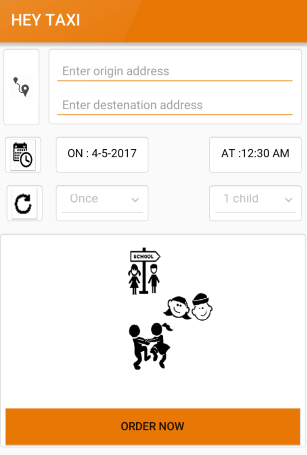 HEY TAXI
Enter origin address
Enter destenation address
ON : 4-5-2017
AT :12:30 AM
Once
1 child
SCHOOL
ORDER NOW